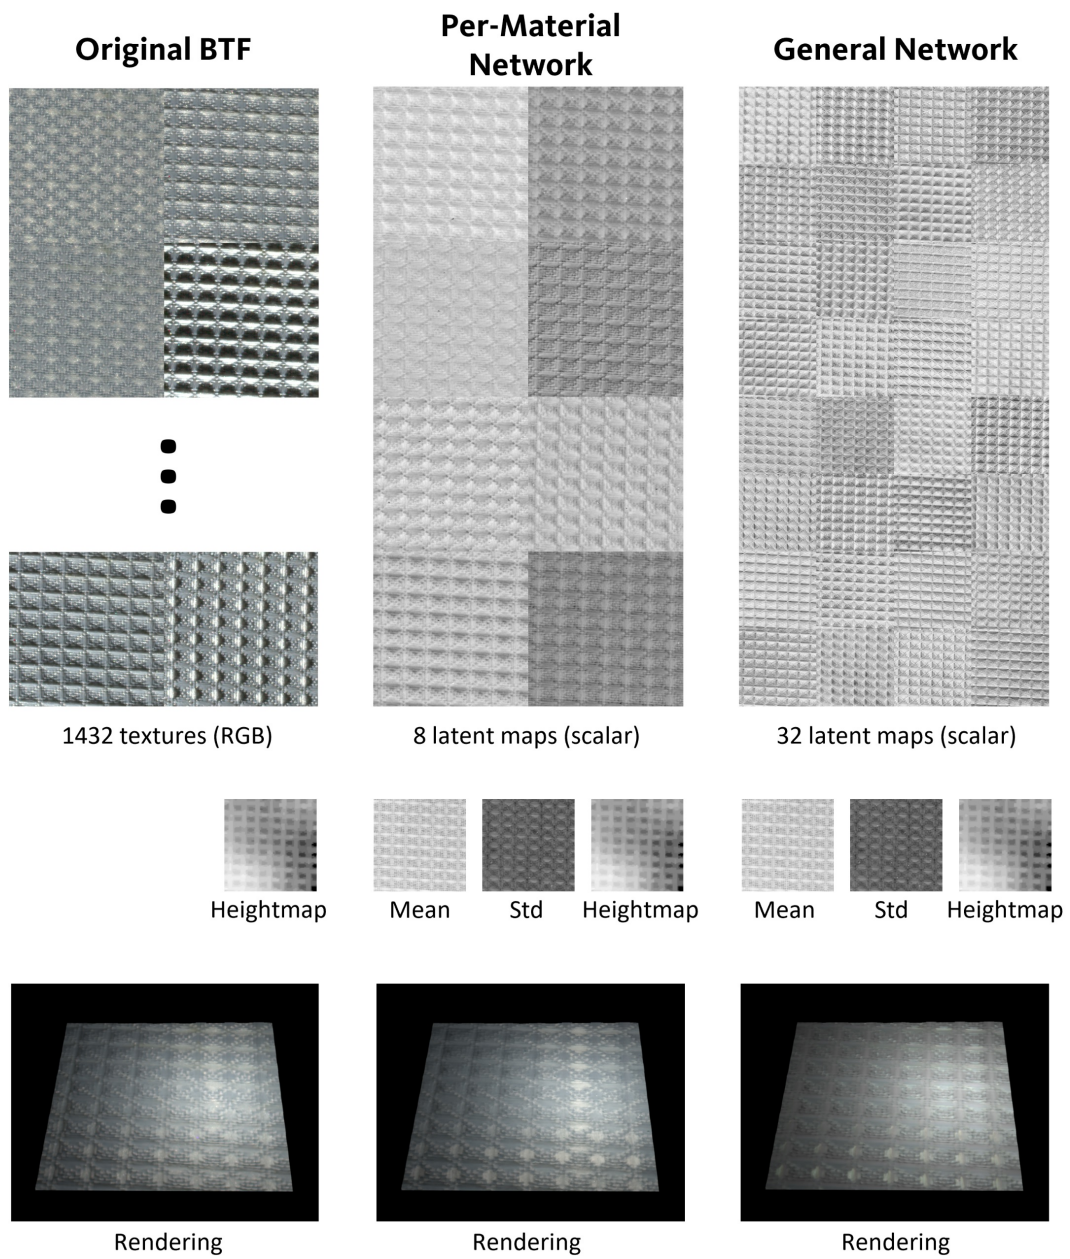 Original BTF
Per-Material
Network
General Network
1432 textures (RGB)
8 latent maps (scalar)
32 latent maps (scalar)
Heightmap
Mean
Std
Heightmap
Mean
Std
Heightmap
Rendering
Rendering
Rendering